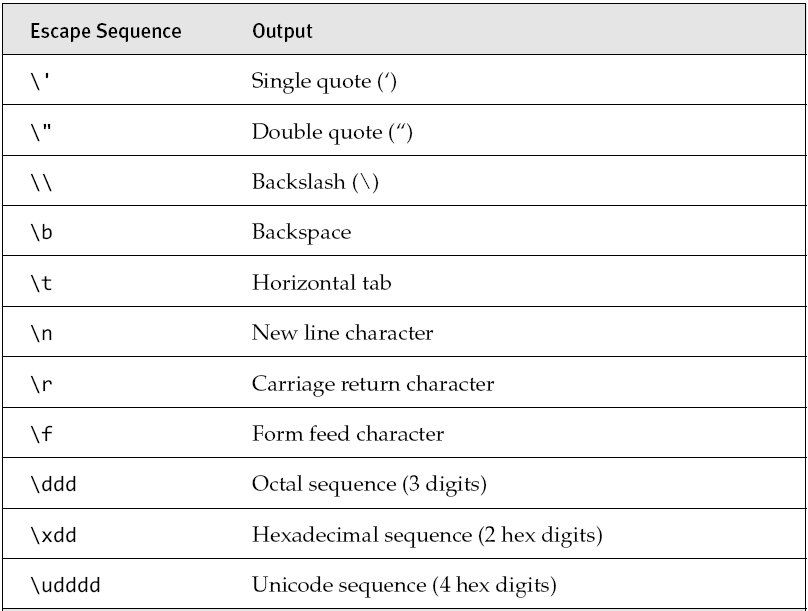 Escape Sequence Output
\' Single quote (‘)
\" Double quote (“)
\\ Backslash (\)
\b Backspace
\t Horizontal tab
\n New line character
\r Carriage return character
\f Form feed character
\ddd Octal sequence (3 digits)
\xdd Hexadecimal sequence (2 hex digits)
\udddd Unicode sequence (4 hex digits)